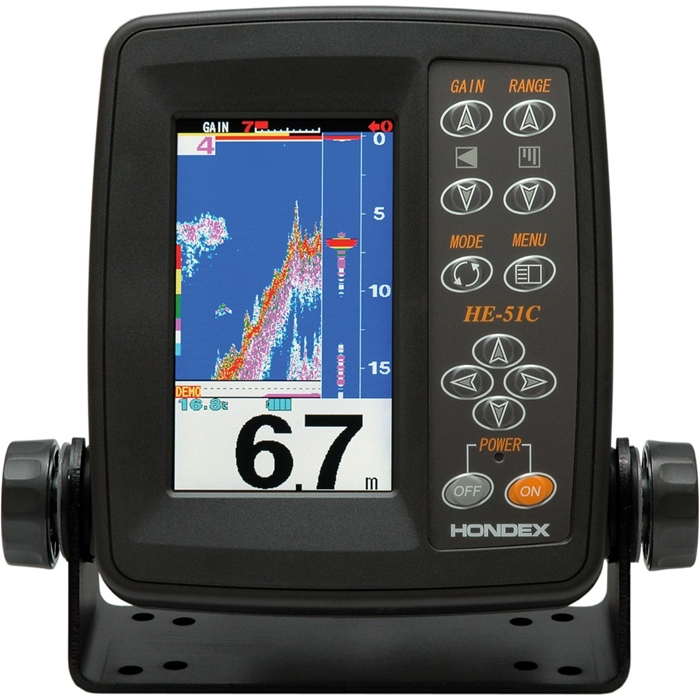 GAIN RANGE
GAIN 7 0
4
0
5
10
15
MODE MENU
HE-51C
DEMO
16.8℃
6.7 m
POWER
OFF ON
HONDEX